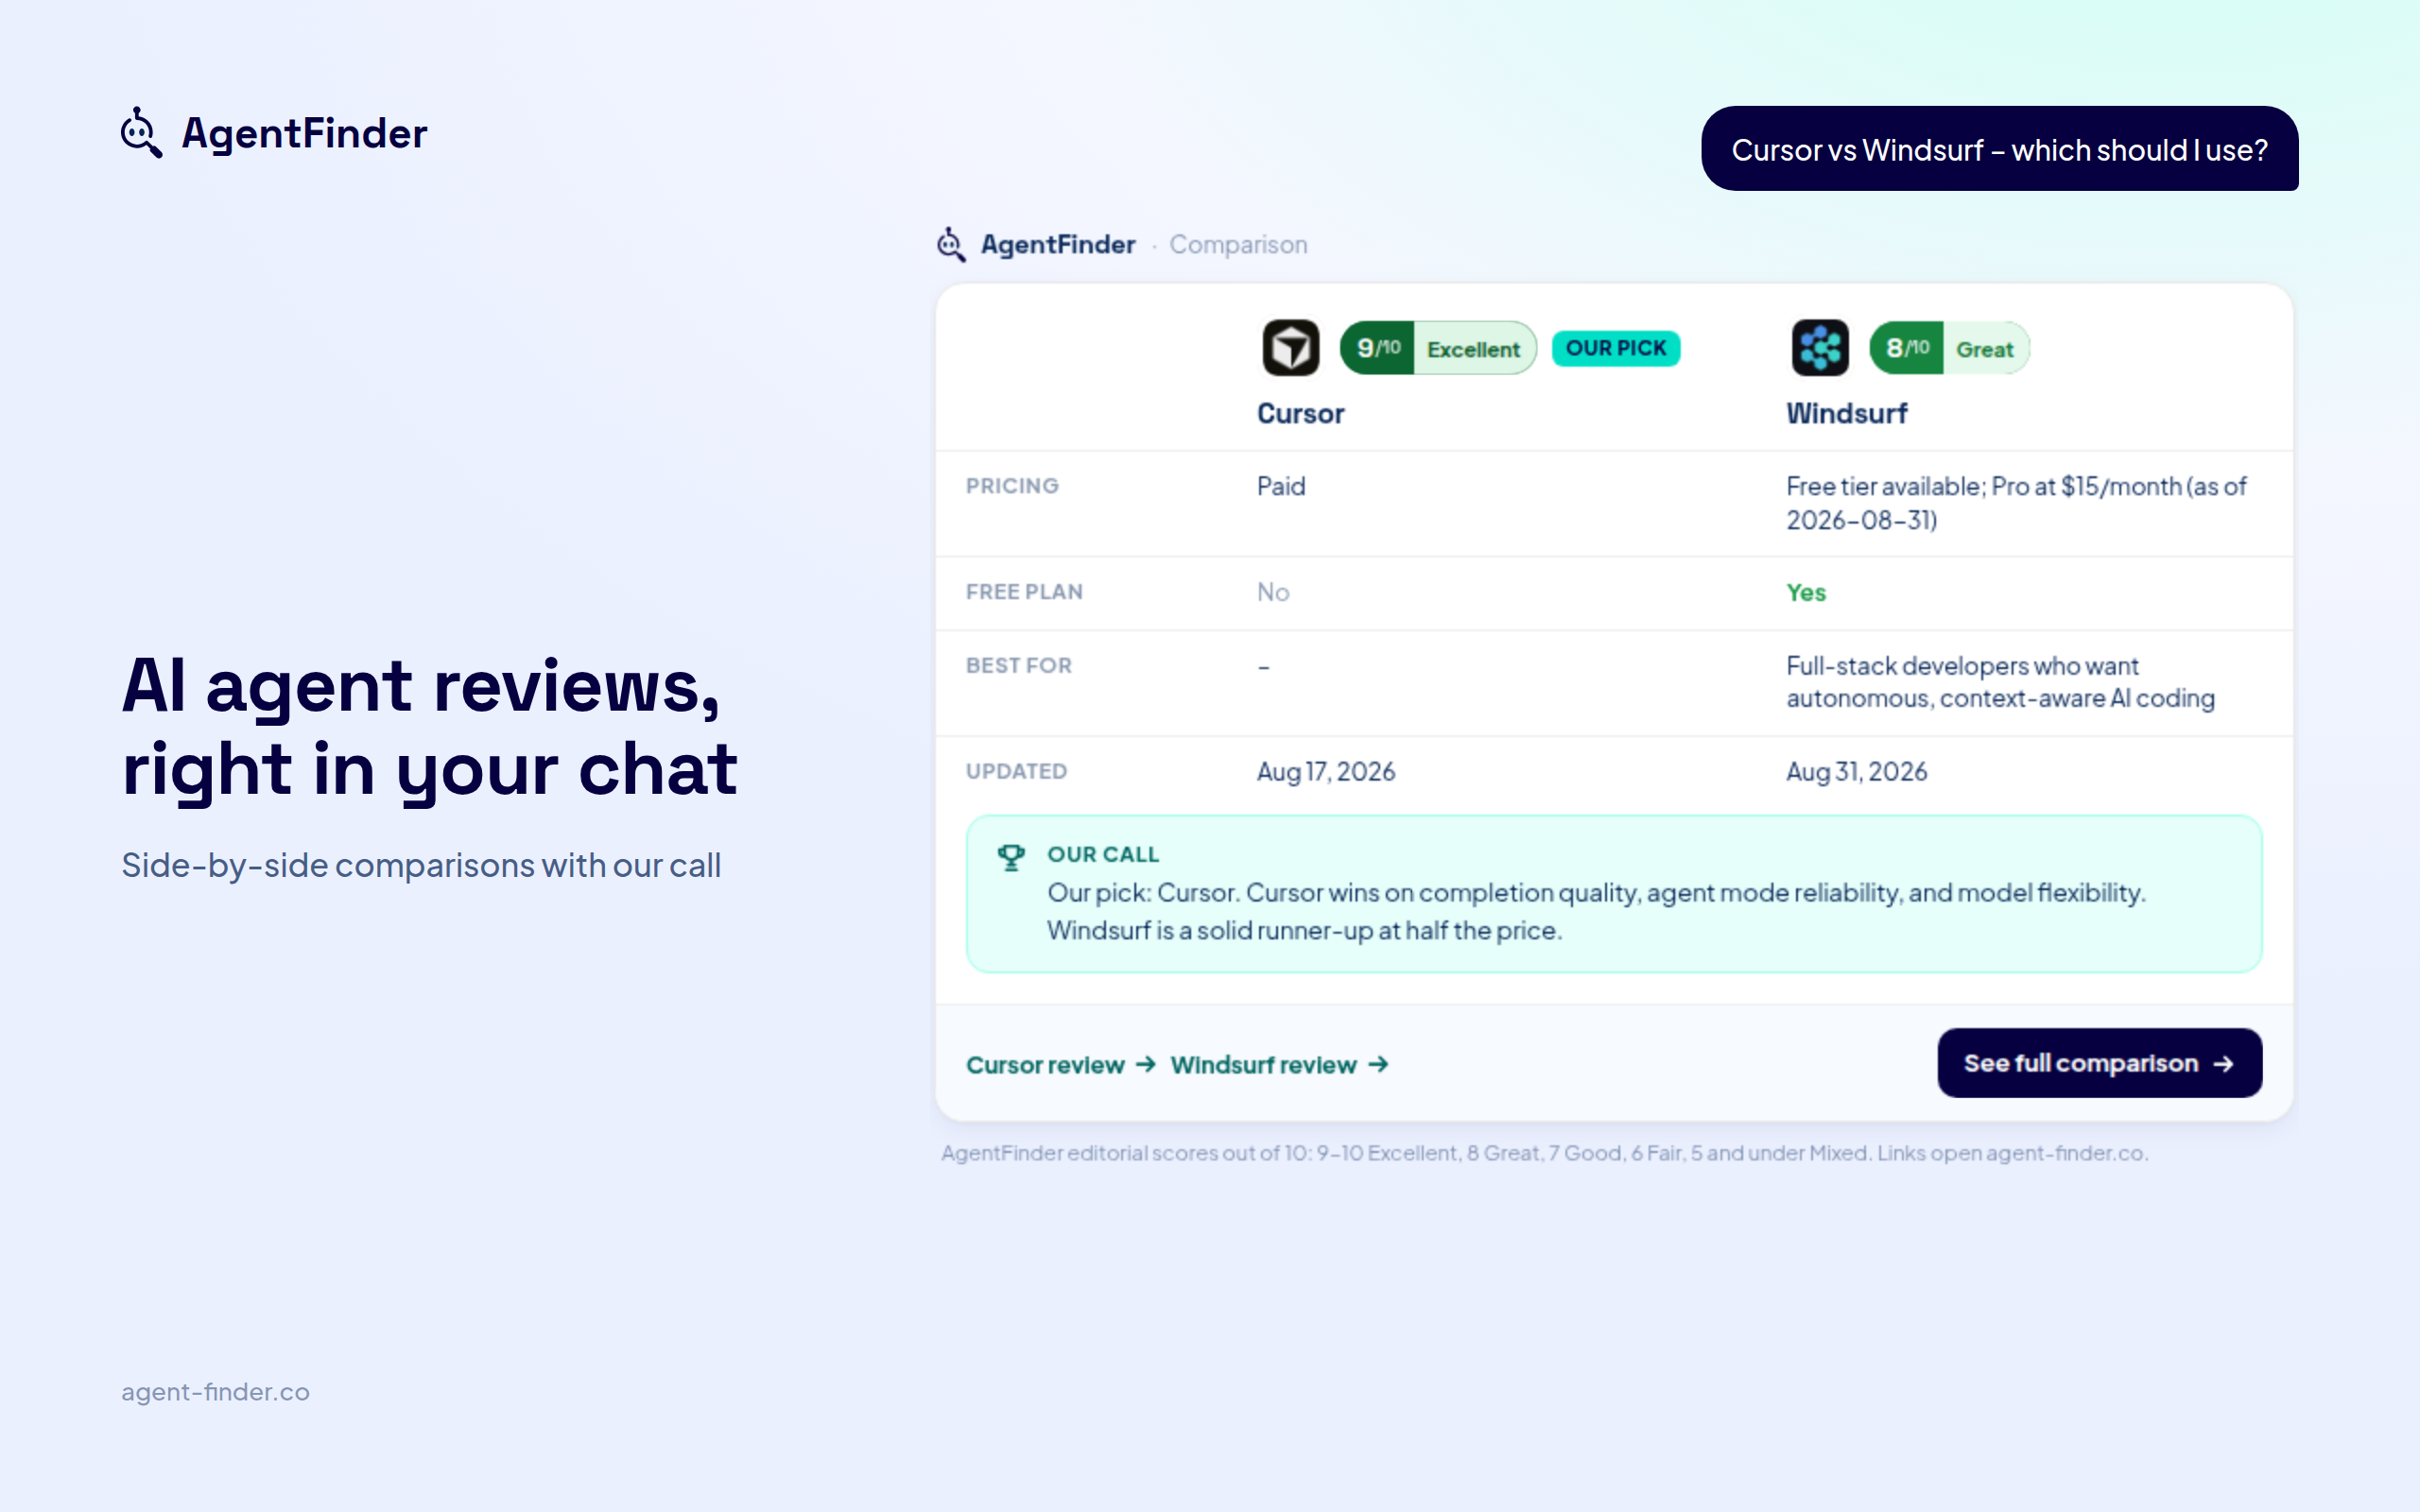 AgentFinder
Cursor vs Windsurf – which should I use?
AgentFinder · Comparison
9/10 Excellent OUR PICK 8/10 Great
Cursor Windsurf
PRICING Paid Free tier available; Pro at $15/month (as of
2026-08-31)
FREE PLAN No Yes
BEST FOR – Full-stack developers who want
autonomous, context-aware AI coding
UPDATED Aug 17, 2026 Aug 31, 2026
OUR CALL
Our pick: Cursor. Cursor wins on completion quality, agent mode reliability, and model flexibility.
Windsurf is a solid runner-up at half the price.
Cursor review → Windsurf review → See full comparison →
AgentFinder editorial scores out of 10: 9–10 Excellent, 8 Great, 7 Good, 6 Fair, 5 and under Mixed. Links open agent-finder.co.
AI agent reviews,
right in your chat
Side-by-side comparisons with our call
agent-finder.co